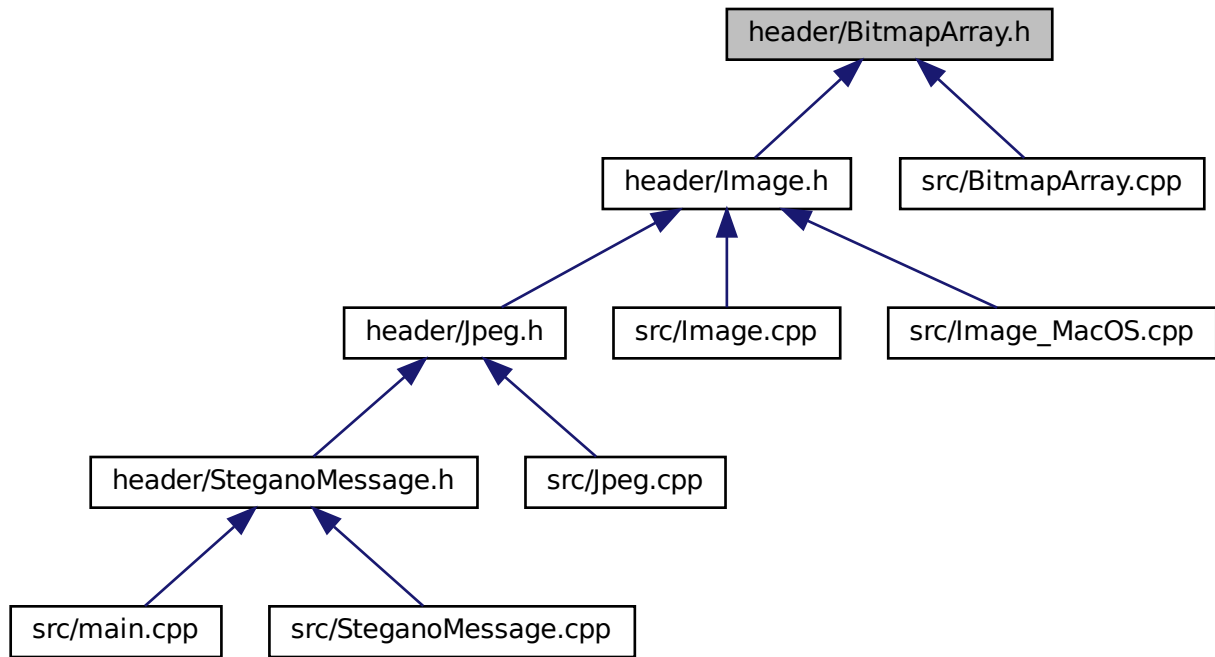 header/BitmapArray.h
header/Image.h
src/BitmapArray.cpp
header/Jpeg.h
src/Image.cpp
src/Image_MacOS.cpp
header/SteganoMessage.h
src/Jpeg.cpp
src/main.cpp
src/SteganoMessage.cpp